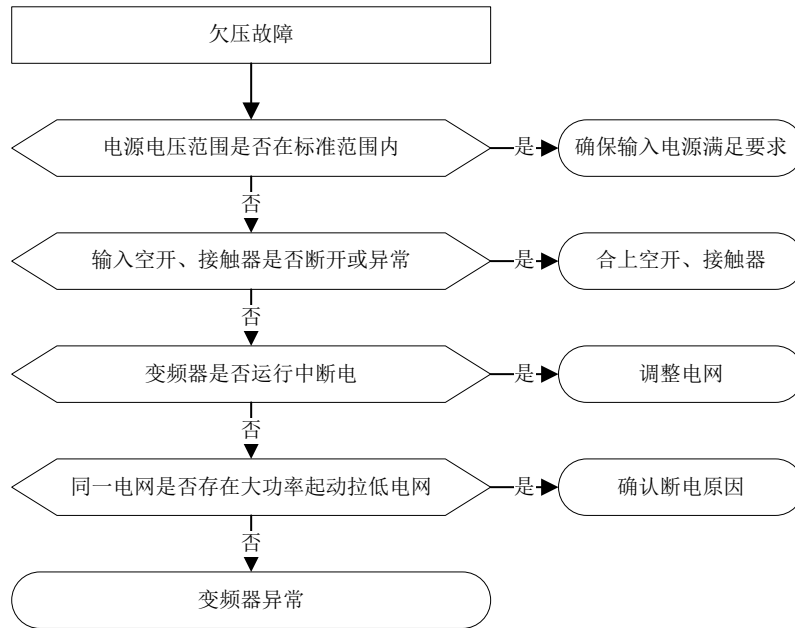 欠压故障
电源电压范围是否在标准范围内
是
确保输入电源满足要求
否
输入空开、接触器是否断开或异常
是
合上空开、接触器
否
变频器是否运行中断电
是
调整电网
否
同一电网是否存在大功率起动拉低电网
是
确认断电原因
否
变频器异常